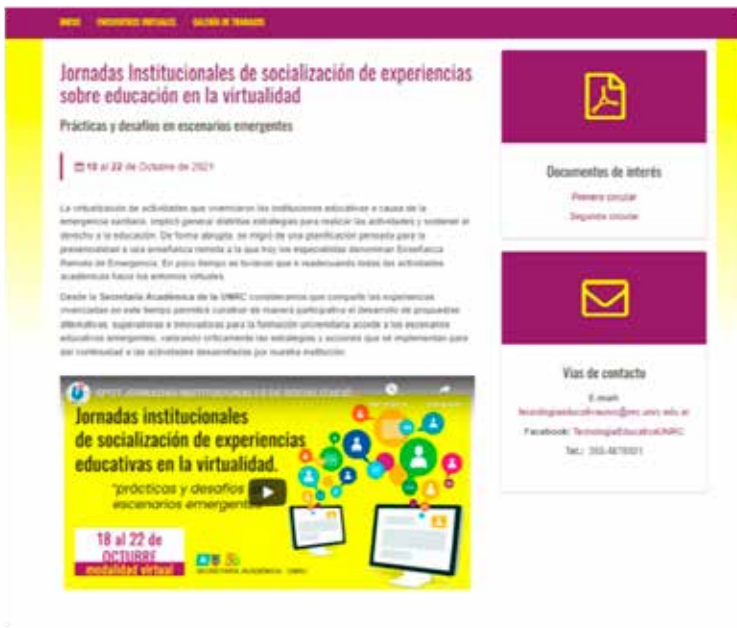 INICIO ENCUENTROS VIRTUALES GALERÍA DE TRABAJOS
Jornadas Institucionales de socialización de experiencias
sobre educación en la virtualidad
Prácticas y desafíos en escenarios emergentes
18 al 22 de Octubre de 2021
La virtualización de actividades que vivenciaron las instituciones educativas a causa de la
emergencia sanitaria, implicó generar distintas estrategias para realizar las actividades y sostener el
derecho a la educación. De forma abrupta, se migró de una planificación pensada para la
presencialidad a una enseñanza remota a la que hoy los especialistas denominan Enseñanza
Remota de Emergencia. En poco tiempo se tuvieron que ir readecuando todas las actividades
académicas hacia los entornos virtuales.
Desde la Secretaría Académica de la UNRC consideramos que compartir las experiencias
vivenciadas en este tiempo permitirá construir de manera participativa el desarrollo de propuestas
alternativas, superadoras e innovadoras para la formación universitaria acorde a los escenarios
educativos emergentes, valorando críticamente las estrategias y acciones que se implementan para
dar continuidad a las actividades desarrolladas por nuestra institución.
Jornadas institucionales
de socialización de experiencias
educativas en la virtualidad.
"prácticas y desafíos
escenarios emergentes
18 al 22 de
OCTUBRE
modalidad virtual
SECRETARÍA ACADÉMICA - UNRC
Documentos de interés
Primera circular
Segunda circular
Vías de contacto
E-mail:
Facebook: TecnologiaEducativaUNRC
Tel.: